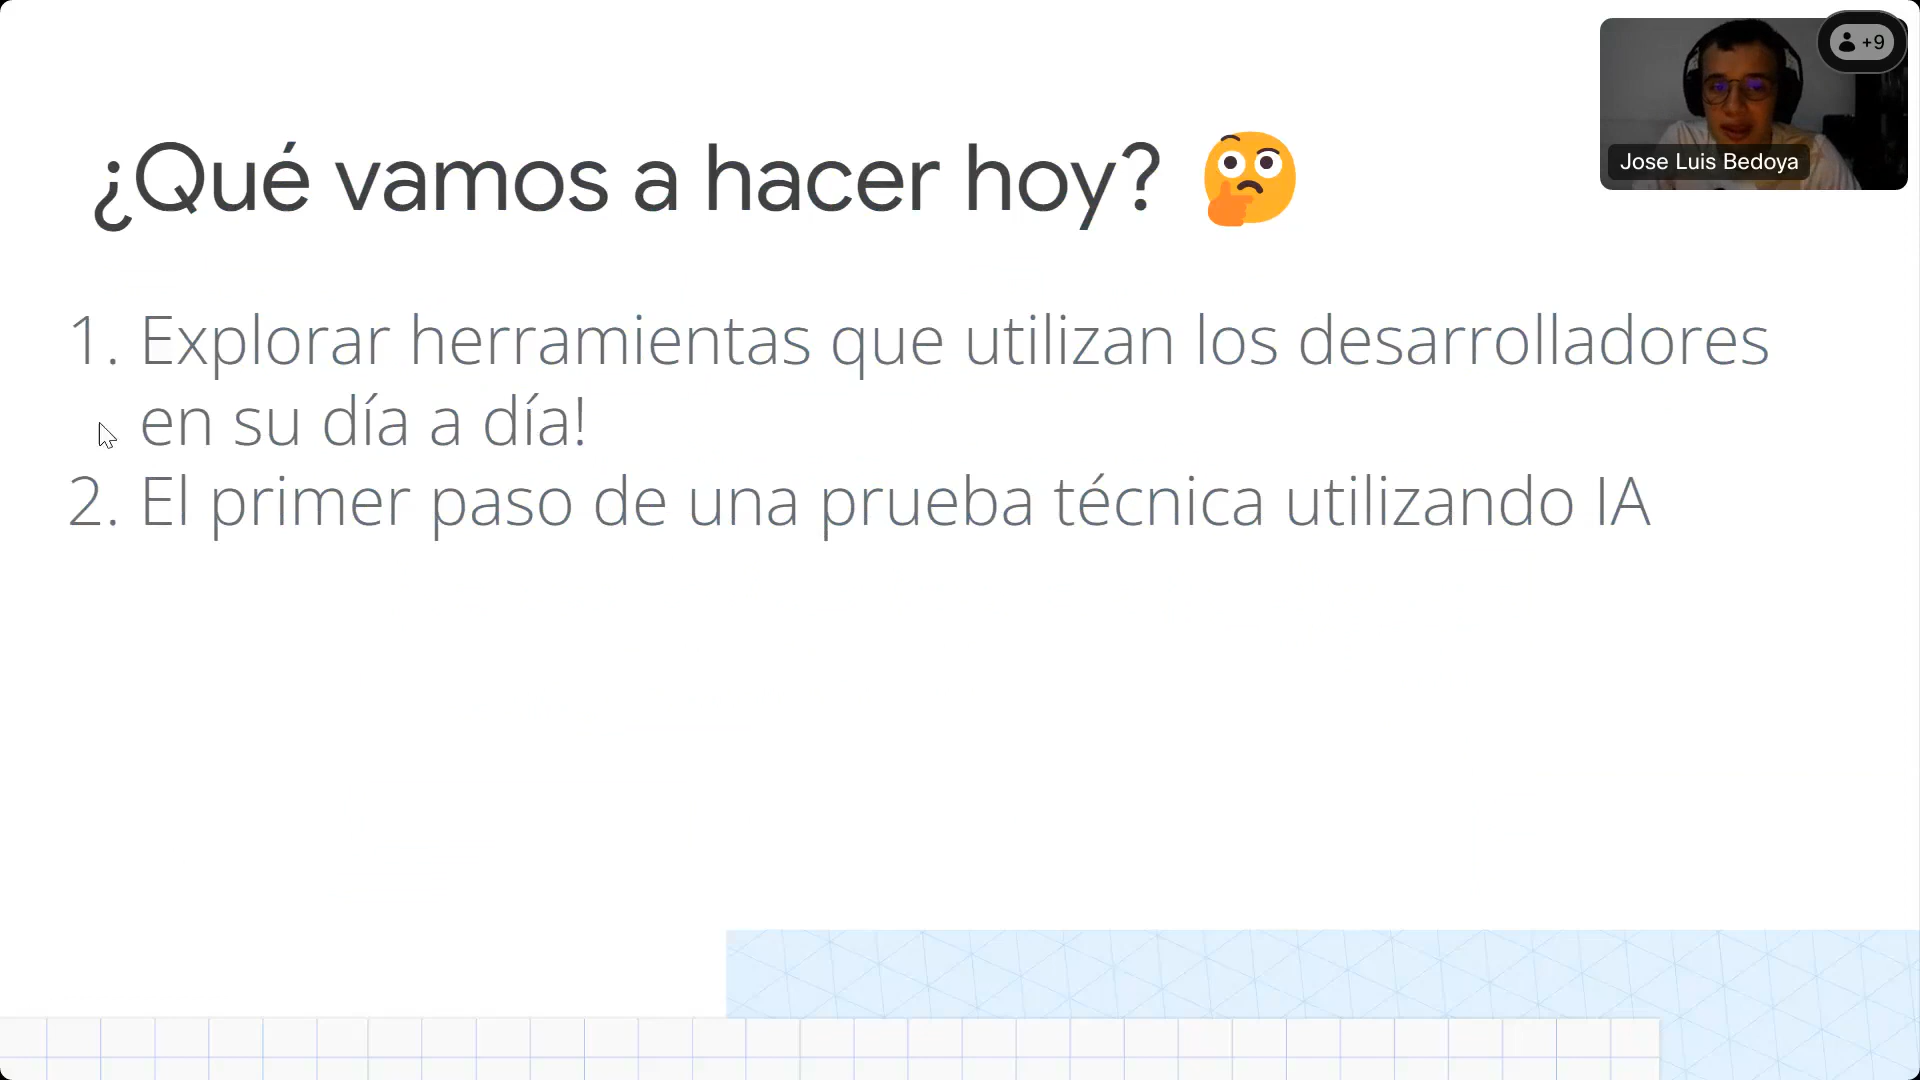 ¿Qué vamos a hacer hoy? 🤔
1. Explorar herramientas que utilizan los desarrolladores
en su día a día!
2. El primer paso de una prueba técnica utilizando IA
+9
Jose Luis Bedoya